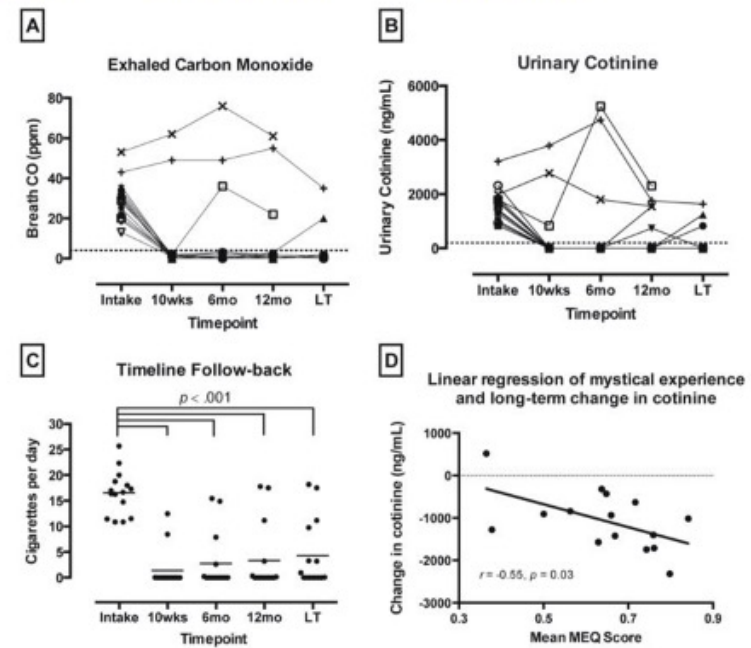 A
Exhaled Carbon Monoxide
Breath CO (ppm)
80
60
40
20
0
Intake 10wks 6mo 12mo LT
Timepoint
B
Urinary Cotinine
Urinary Cotinine (ng/mL)
6000
4000
2000
0
Intake 10wks 6mo 12mo LT
Timepoint
C
Timeline Follow-back
p < .001
Cigarettes per day
30
25
20
15
10
5
0
Intake 10wks 6mo 12mo LT
Timepoint
D
Linear regression of mystical experience
and long-term change in cotinine
Change in cotinine (ng/mL)
1000
0
-1000
-2000
-3000
r = -0.55, p = 0.03
0.3 0.5 0.7 0.9
Mean MEQ Score